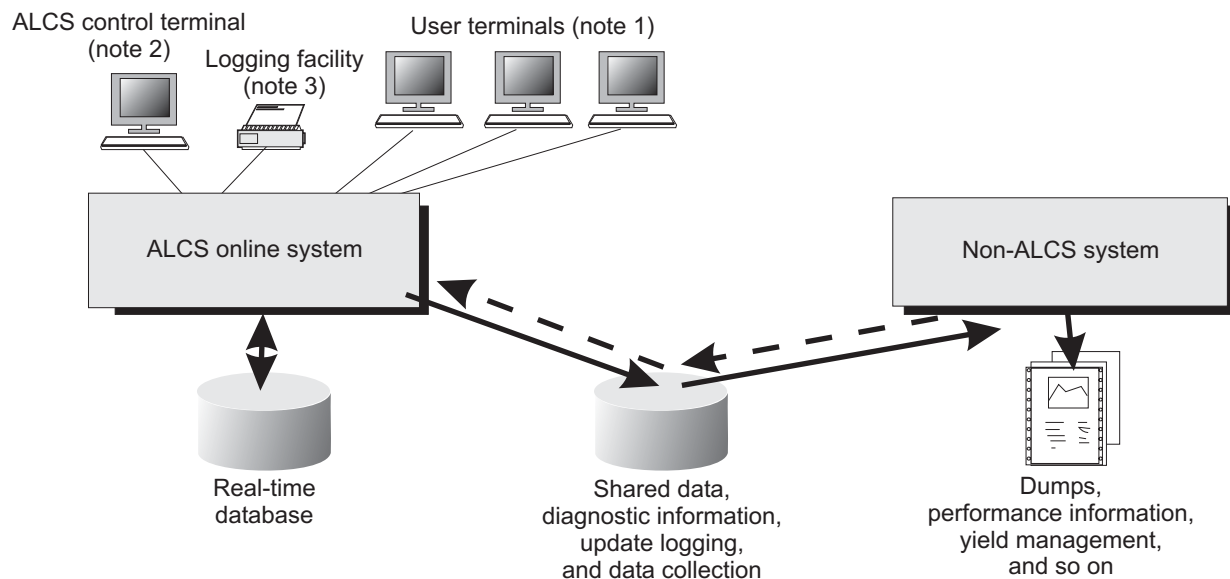 ALCS control terminal
(note 2)
Logging facility
(note 3)
User terminals (note 1)
ALCS online system
Non-ALCS system
Real-time
database
Shared data,
diagnostic information,
update logging,
and data collection
Dumps,
performance information,
yield management,
and so on